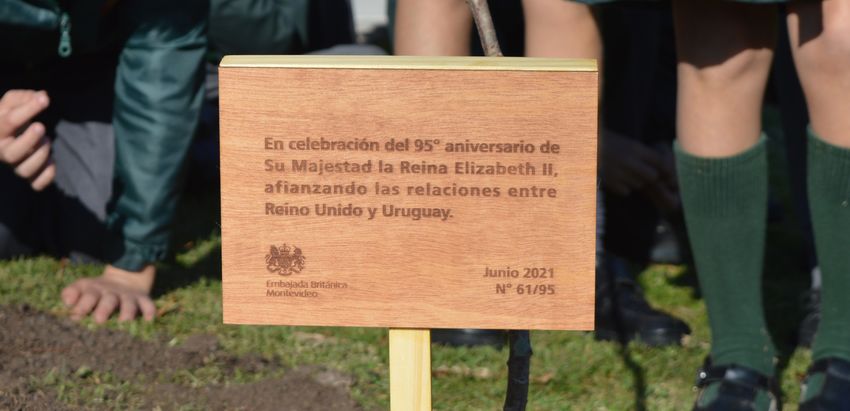 En celebración del 95° aniversario de
Su Majestad la Reina Elizabeth II,
afianzando las relaciones entre
Reino Unido y Uruguay.
Embajada Británica
Montevideo
Junio 2021
N° 61/95